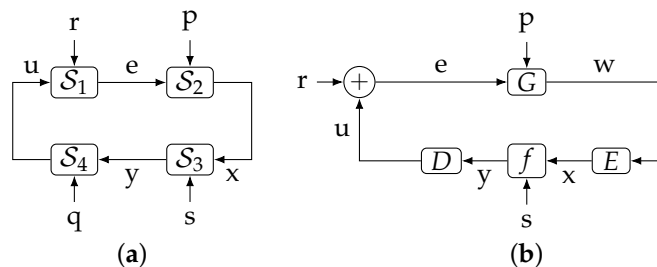 r p
u S₁ e S₂
S₄ y S₃ x
q s
(a)
p
r + e G w
u
D y f x E
s
(b)